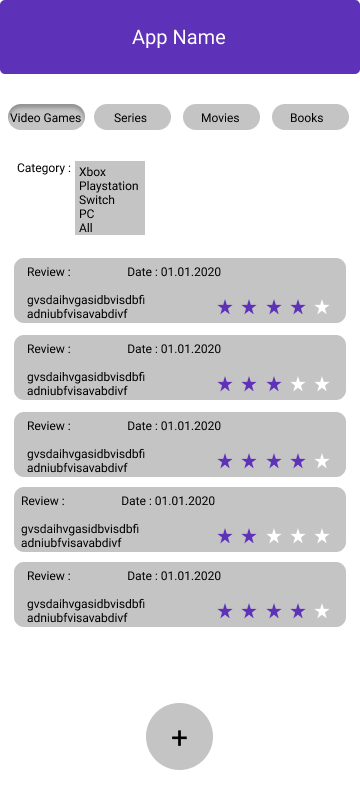 App Name
Video Games Series Movies Books
Category : Xbox
Playstation
Switch
PC
All
Review : Date : 01.01.2020
gvsdaihvgasidbvisdbfi
adniubfvisavabdivf
Review : Date : 01.01.2020
gvsdaihvgasidbvisdbfi
adniubfvisavabdivf
Review : Date : 01.01.2020
gvsdaihvgasidbvisdbfi
adniubfvisavabdivf
Review : Date : 01.01.2020
gvsdaihvgasidbvisdbfi
adniubfvisavabdivf
Review : Date : 01.01.2020
gvsdaihvgasidbvisdbfi
adniubfvisavabdivf
+